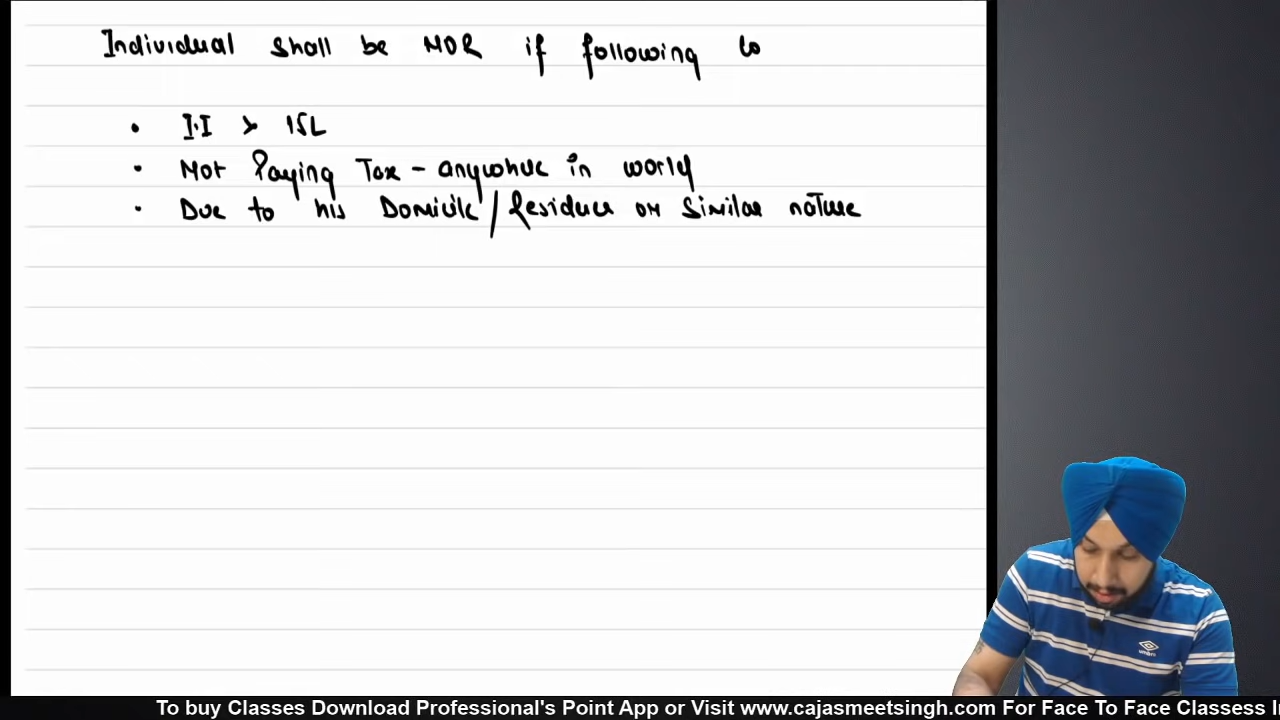 Individual shall be NOR if following co
• I.I > 15L
• Not Paying Tax - anywhere in world
• Due to his Domicile / Residence or Similar nature
umbro
To buy Classes Download Professional's Point App or Visit www.cajasmeetsingh.com For Face To Face Classess I